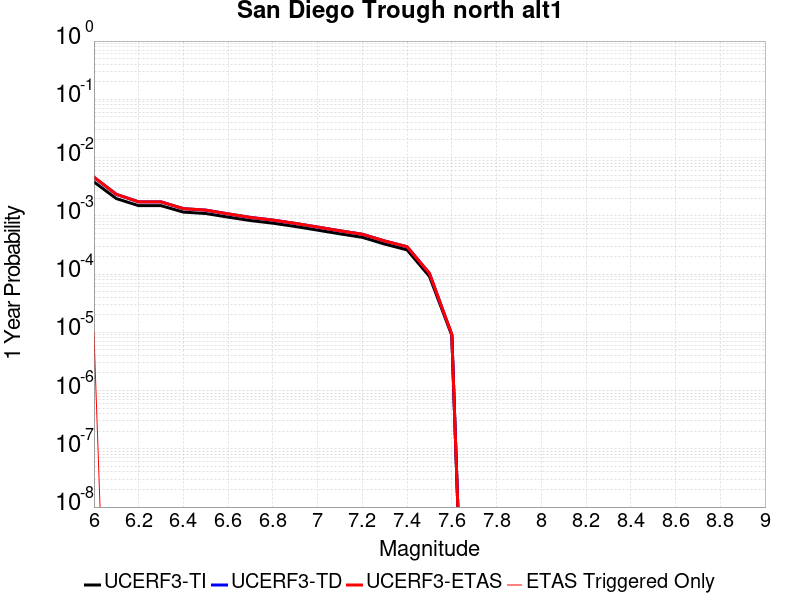 San Diego Trough north alt1
10^0
10^-1
10^-2
10^-3
10^-4
10^-5
10^-6
10^-7
10^-8
1 Year Probability
6 6.2 6.4 6.6 6.8 7 7.2 7.4 7.6 7.8 8 8.2 8.4 8.6 8.8 9
Magnitude
UCERF3-TI UCERF3-TD UCERF3-ETAS ETAS Triggered Only